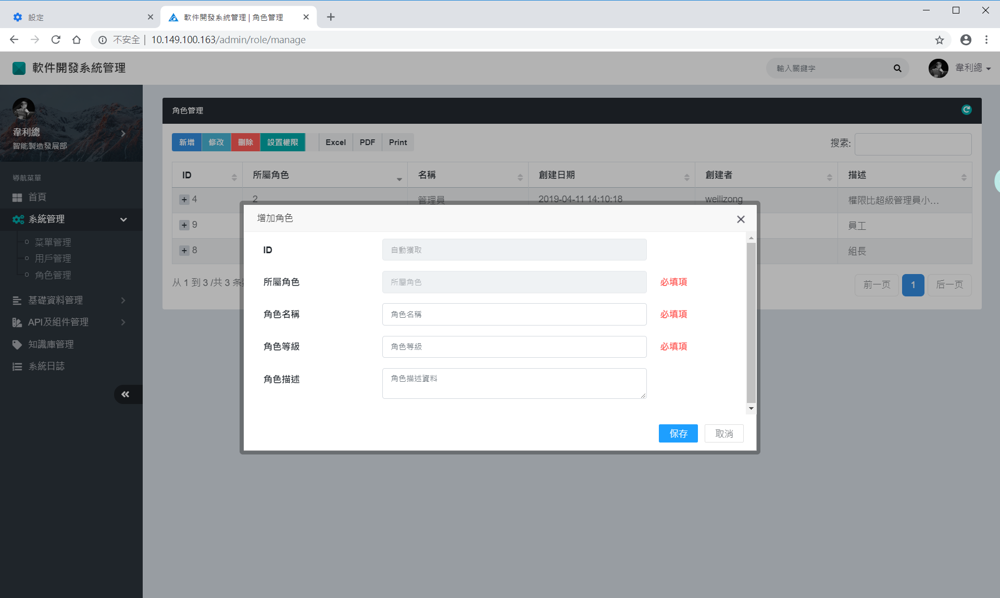 設定
軟件開發系統管理 | 角色管理
不安全 | 10.149.100.163/admin/role/manage
軟件開發系統管理
輸入關鍵字
韋利總
韋利總
智能製造發展部
導航菜單
首頁
系統管理
菜單管理
用戶管理
角色管理
基礎資料管理
API及組件管理
知識庫管理
系統日誌
角色管理
新增 修改 刪除 設置權限 Excel PDF Print
搜索:
ID 所屬角色 名稱 創建日期 創建者 描述
4 2 管理員 2019-04-11 14:10:18 weilizong 權限比超級管理員小...
9 員工
8 組長
从 1 到 3 /共 3 条
前一页 1 后一页
增加角色
ID 自動獲取
所屬角色 所屬角色 必填項
角色名稱 角色名稱 必填項
角色等級 角色等級 必填項
角色描述 角色描述資料
保存 取消